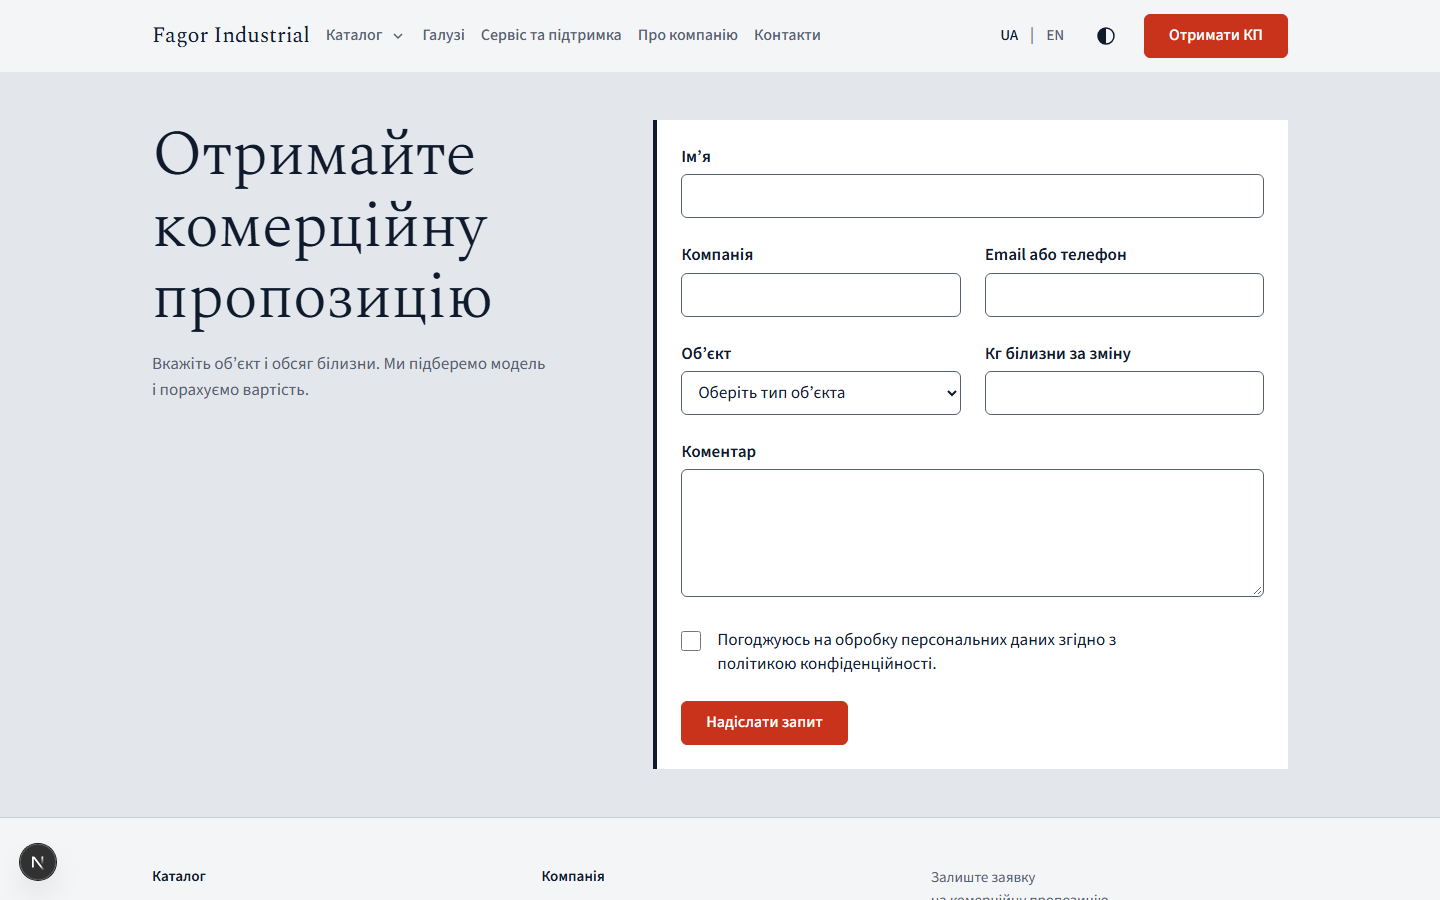 Fagor Industrial Каталог Галузі Сервіс та підтримка Про компанію Контакти UA | EN Отримати КП
Отримайте
комерційну
пропозицію
Вкажіть об’єкт і обсяг білизни. Ми підберемо модель
і порахуємо вартість.
Ім’я
Компанія
Email або телефон
Об’єкт
Кг білизни за зміну
Оберіть тип об’єкта
Коментар
Погоджуюсь на обробку персональних даних згідно з
політикою конфіденційності.
Надіслати запит
N
Каталог
Компанія
Залиште заявку
на комерційну пропозицію